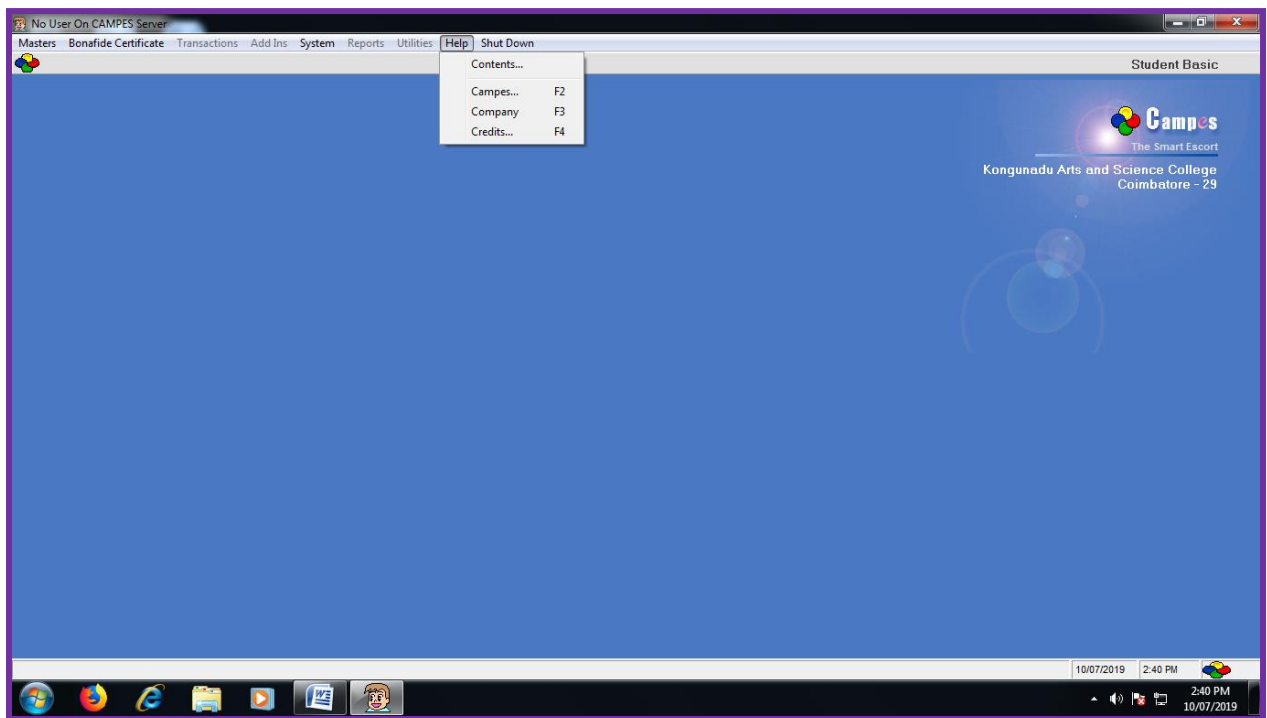 No User On CAMPES Server
Masters Bonafide Certificate Transactions Add Ins System Reports Utilities Help Shut Down
Student Basic
Contents...
Campes... F2
Company F3
Credits... F4
Campes
The Smart Escort
Kongunadu Arts and Science College
Coimbatore - 29
10/07/2019 2:40 PM
2:40 PM
10/07/2019